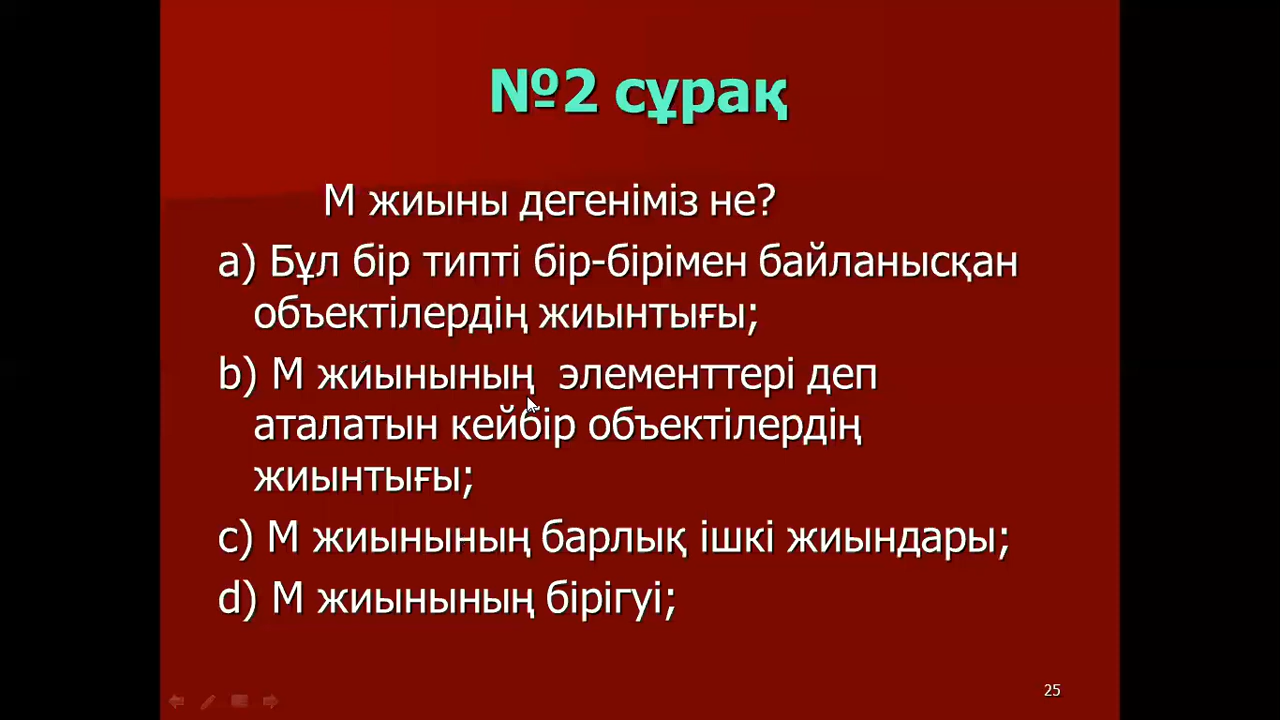 №2 сұрақ
М жиыны дегеніміз не?
a) Бұл бір типті бір-бірімен байланысқан
объектілердің жиынтығы;
b) М жиынының элементтері деп
аталатын кейбір объектілердің
жиынтығы;
c) М жиынының барлық ішкі жиындары;
d) М жиынының бірігуі;
25